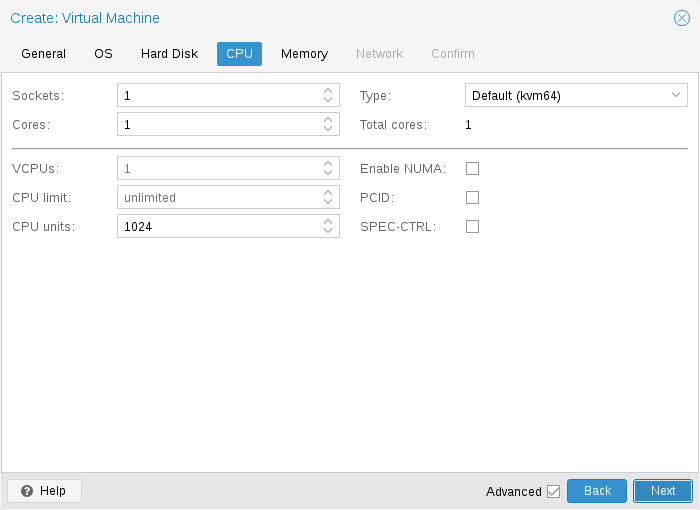 Create: Virtual Machine
General OS Hard Disk CPU Memory Network Confirm
Sockets: 1 Type: Default (kvm64)
Cores: 1 Total cores: 1
VCPUs: 1 Enable NUMA:
CPU limit: unlimited PCID:
CPU units: 1024 SPEC-CTRL:
? Help Advanced Back Next